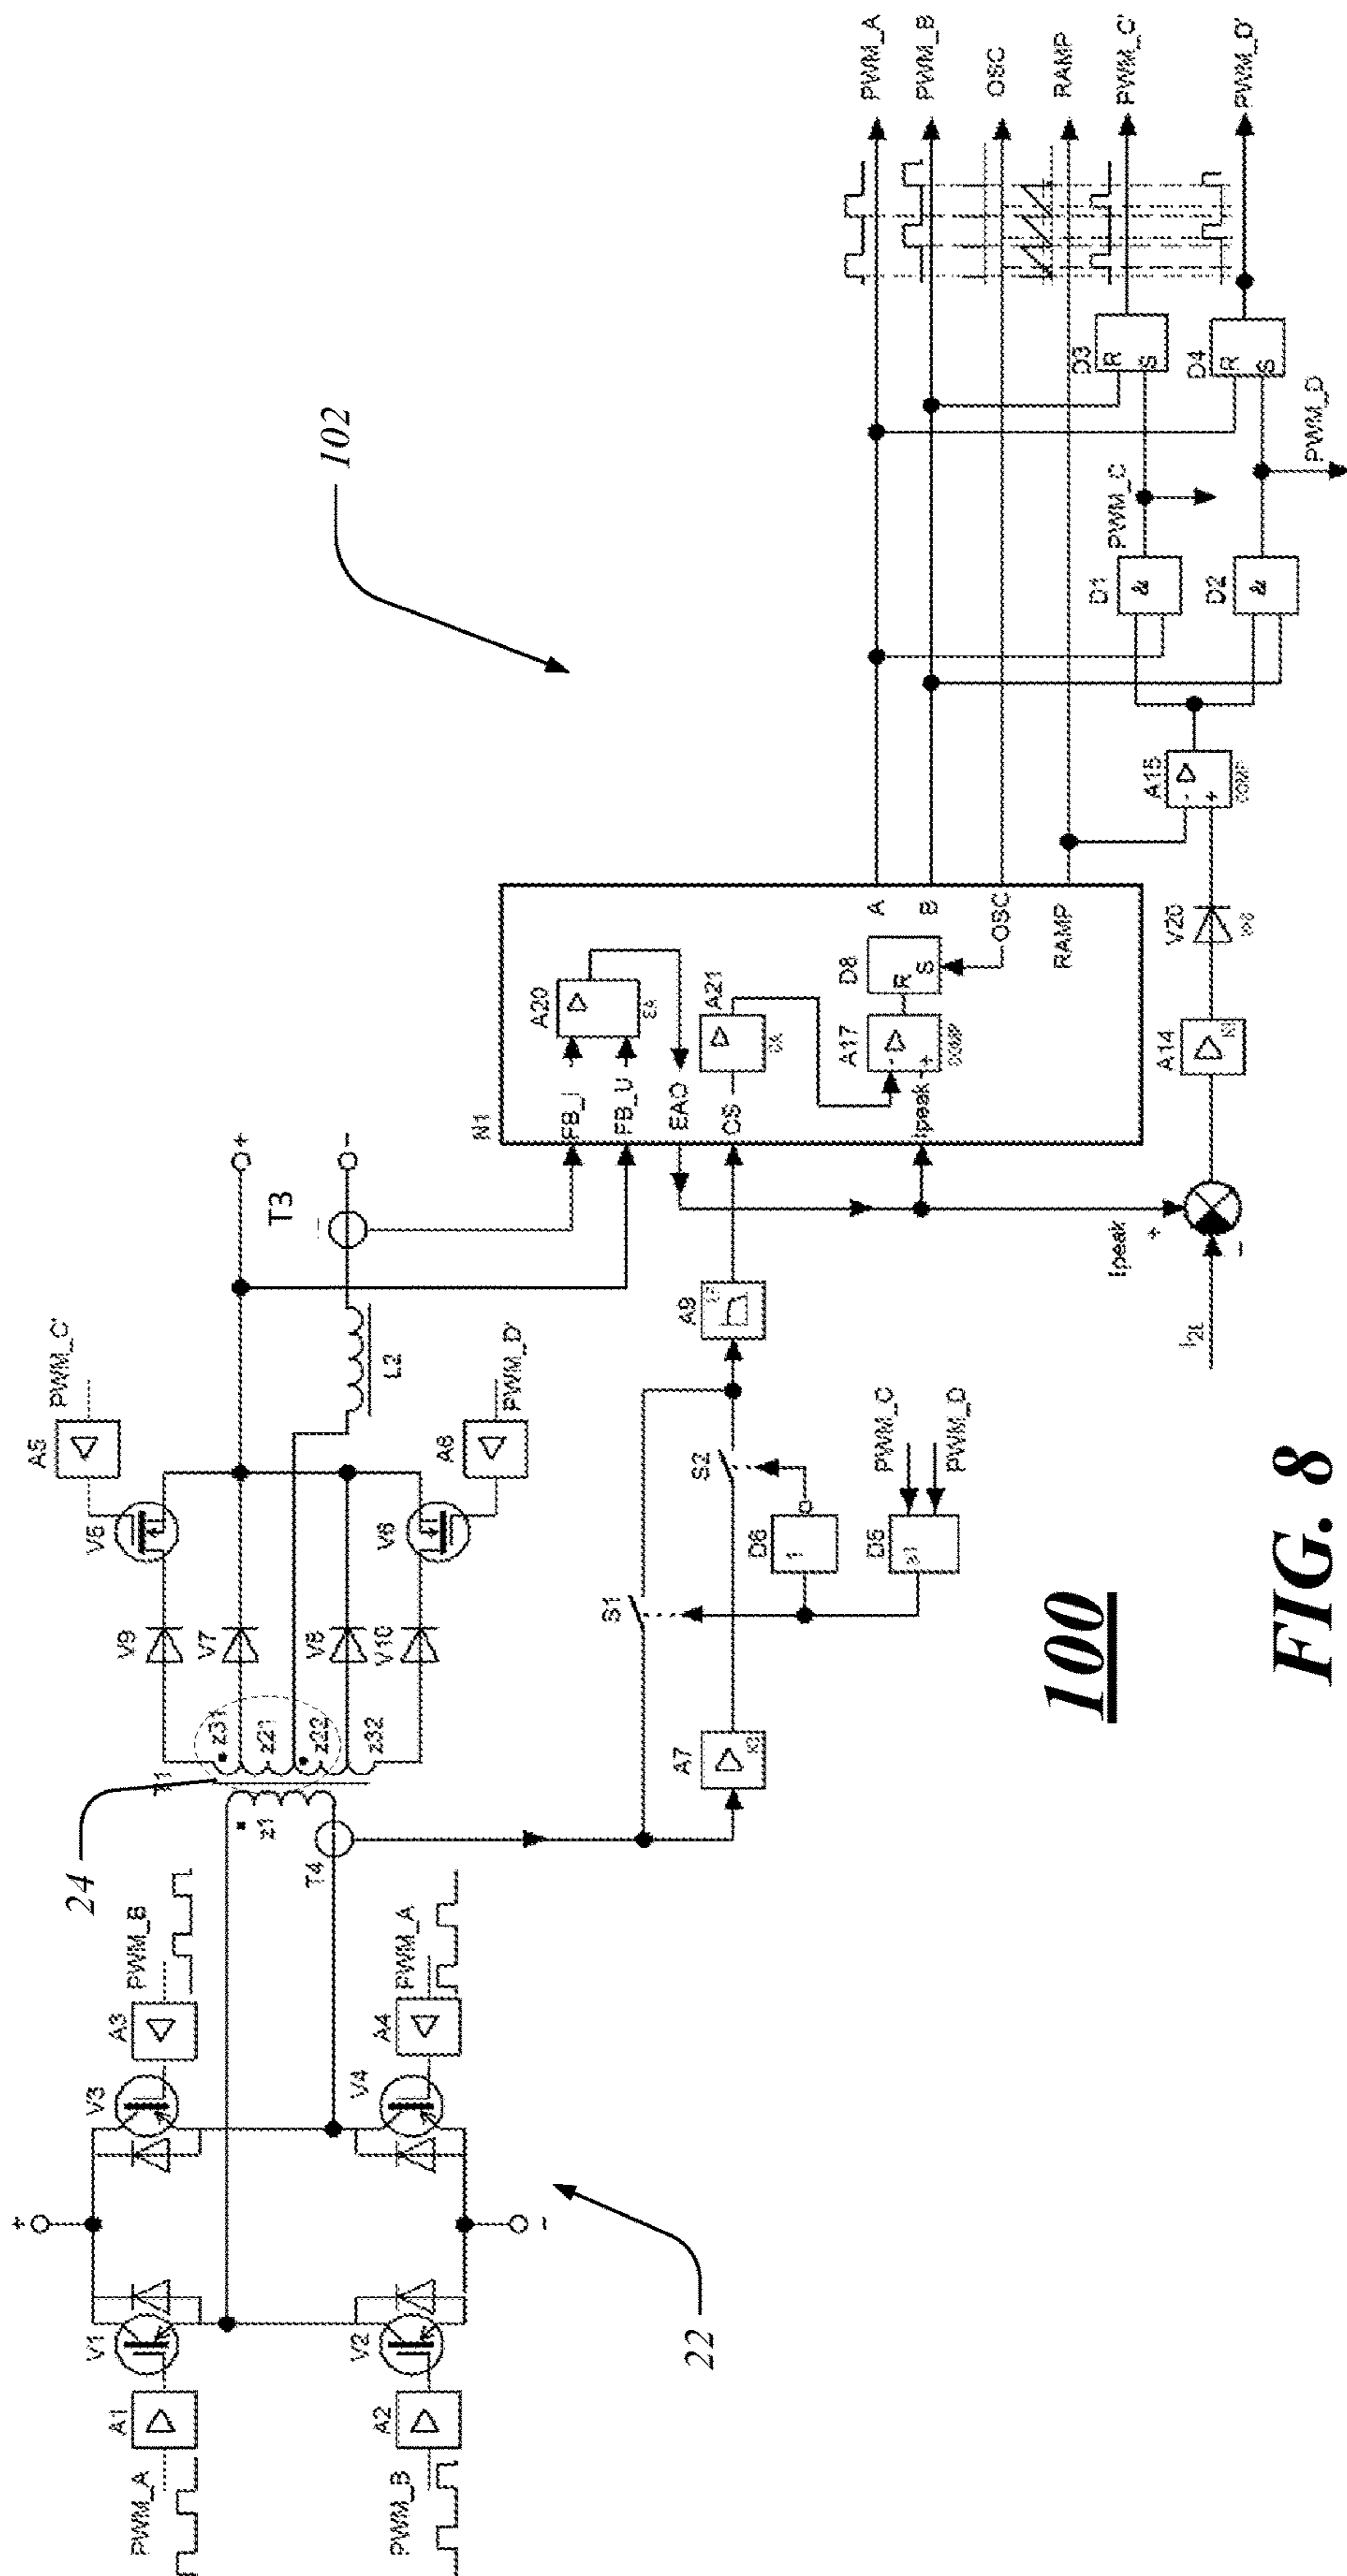 102
24
22
PWM_A
A1
V1
PWM_B
A2
V2
+
-
V3
A3
PWM_B
V4
A4
PWM_A
z1
T4
z31
z21
z22
z32
V9
V7
V8
V10
V5
A5
PWM_C'
V6
A6
PWM_D'
L2
T3
+
-
A7
S1
S2
D6
1
D5
PWM_C
PWM_D
A9
N1
FB_I
FB_U
EAO
CS
Ipeak
A20
EA
A21
A17
- +
COMP
D8
R
S
A
B
OSC
RAMP
Ipeak
+
-
A14
V20
A15
- +
COMP
D1
&
D2
&
PWM_C
PWM_D
D3
R
S
D4
R
S
PWM_A
PWM_B
OSC
RAMP
PWM_C'
PWM_D'
100
FIG. 8